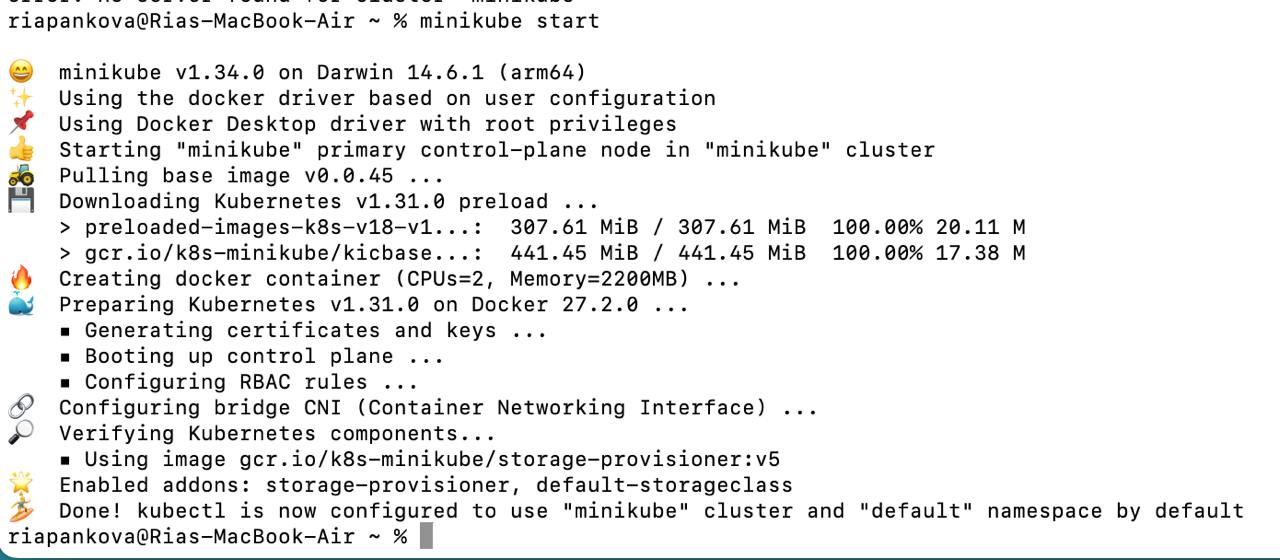 riapankova@Rias-MacBook-Air ~ % minikube start
😄 minikube v1.34.0 on Darwin 14.6.1 (arm64)
✨ Using the docker driver based on user configuration
📌 Using Docker Desktop driver with root privileges
👍 Starting "minikube" primary control-plane node in "minikube" cluster
🚜 Pulling base image v0.0.45 ...
💾 Downloading Kubernetes v1.31.0 preload ...
> preloaded-images-k8s-v18-v1...: 307.61 MiB / 307.61 MiB 100.00% 20.11 M
> gcr.io/k8s-minikube/kicbase...: 441.45 MiB / 441.45 MiB 100.00% 17.38 M
🔥 Creating docker container (CPUs=2, Memory=2200MB) ...
🐳 Preparing Kubernetes v1.31.0 on Docker 27.2.0 ...
▪ Generating certificates and keys ...
▪ Booting up control plane ...
▪ Configuring RBAC rules ...
🔗 Configuring bridge CNI (Container Networking Interface) ...
🔎 Verifying Kubernetes components...
▪ Using image gcr.io/k8s-minikube/storage-provisioner:v5
🌟 Enabled addons: storage-provisioner, default-storageclass
🏄 Done! kubectl is now configured to use "minikube" cluster and "default" namespace by default
riapankova@Rias-MacBook-Air ~ %